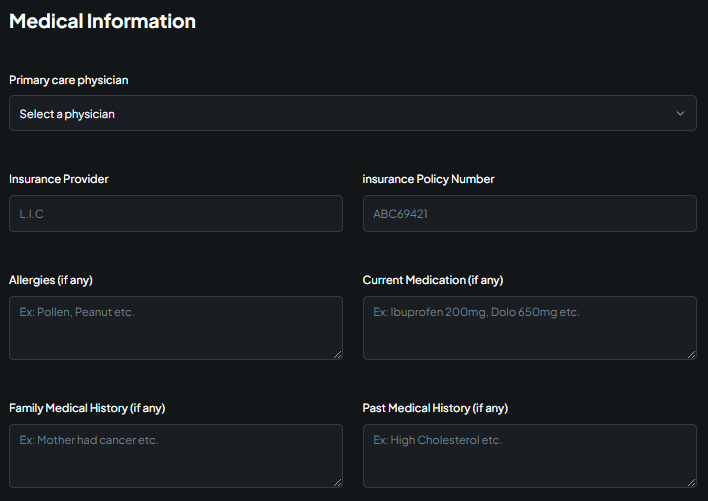 Medical Information
Primary care physician
Select a physician
Insurance Provider
insurance Policy Number
L.I.C
ABC69421
Allergies (if any)
Current Medication (if any)
Ex: Pollen, Peanut etc.
Ex: Ibuprofen 200mg, Dolo 650mg etc.
Family Medical History (if any)
Past Medical History (if any)
Ex: Mother had cancer etc.
Ex: High Cholesterol etc.